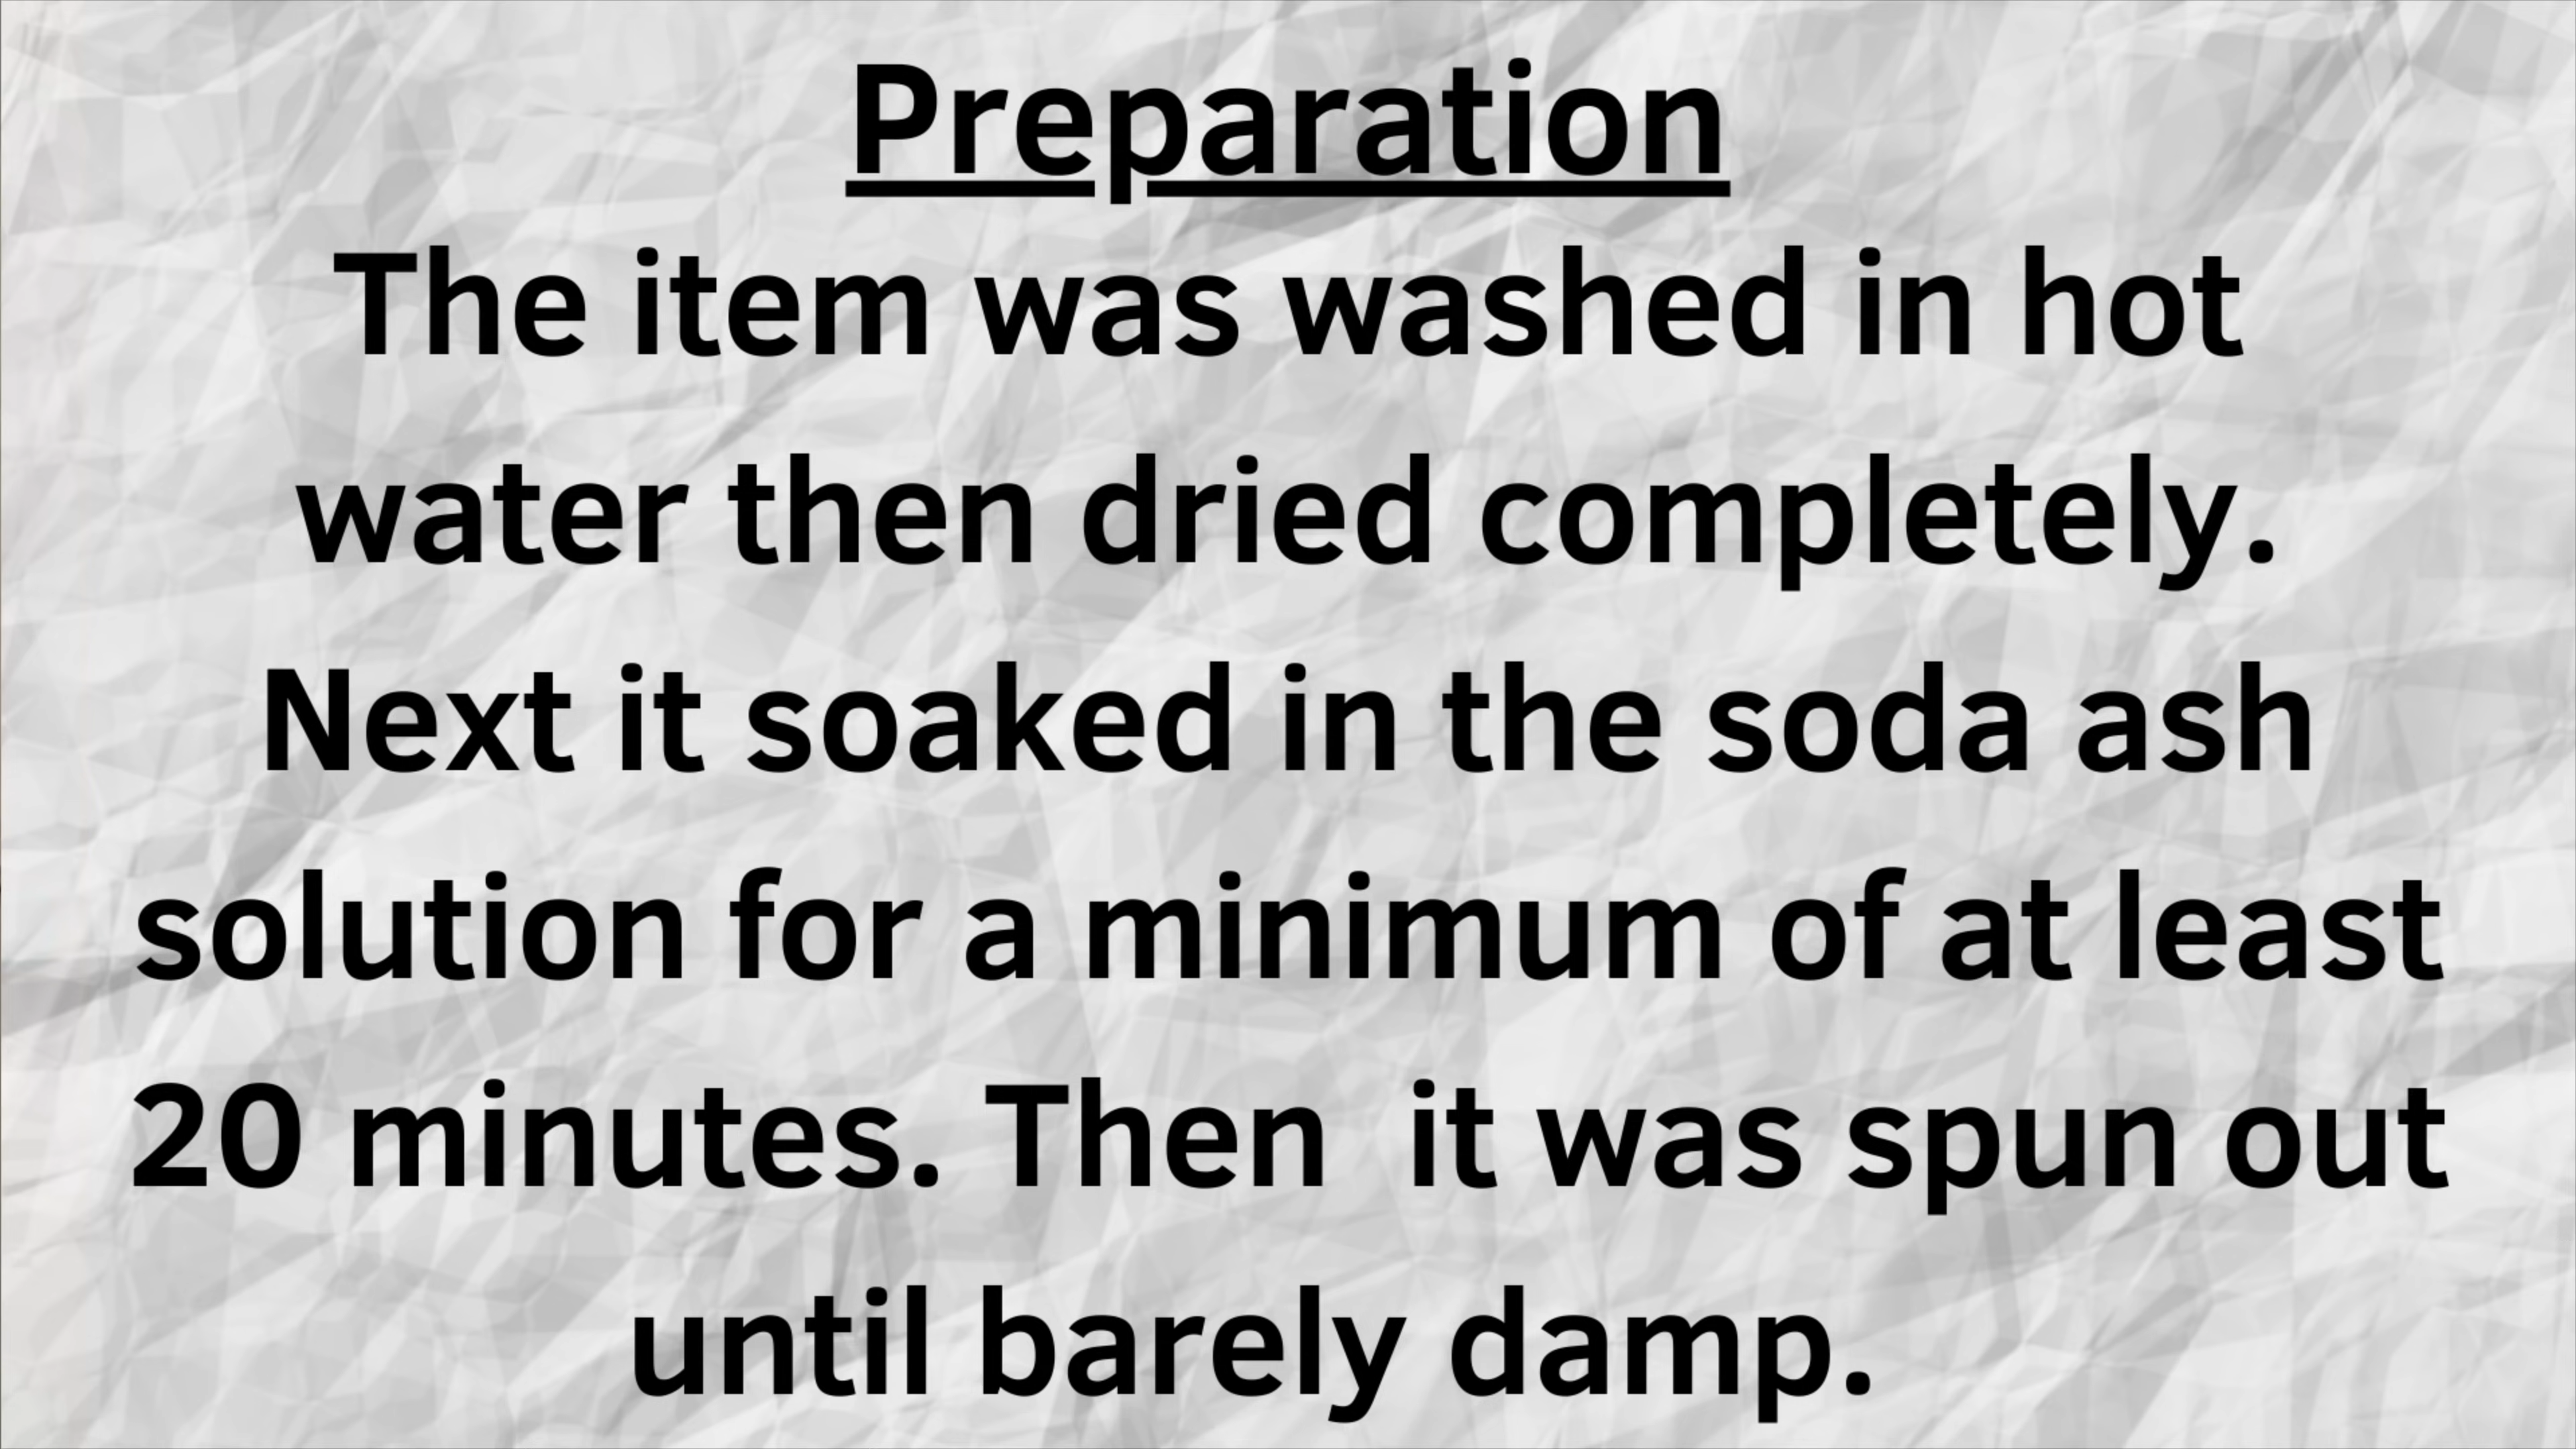 Preparation
The item was washed in hot
water then dried completely.
Next it soaked in the soda ash
solution for a minimum of at least
20 minutes. Then  it was spun out
until barely damp.